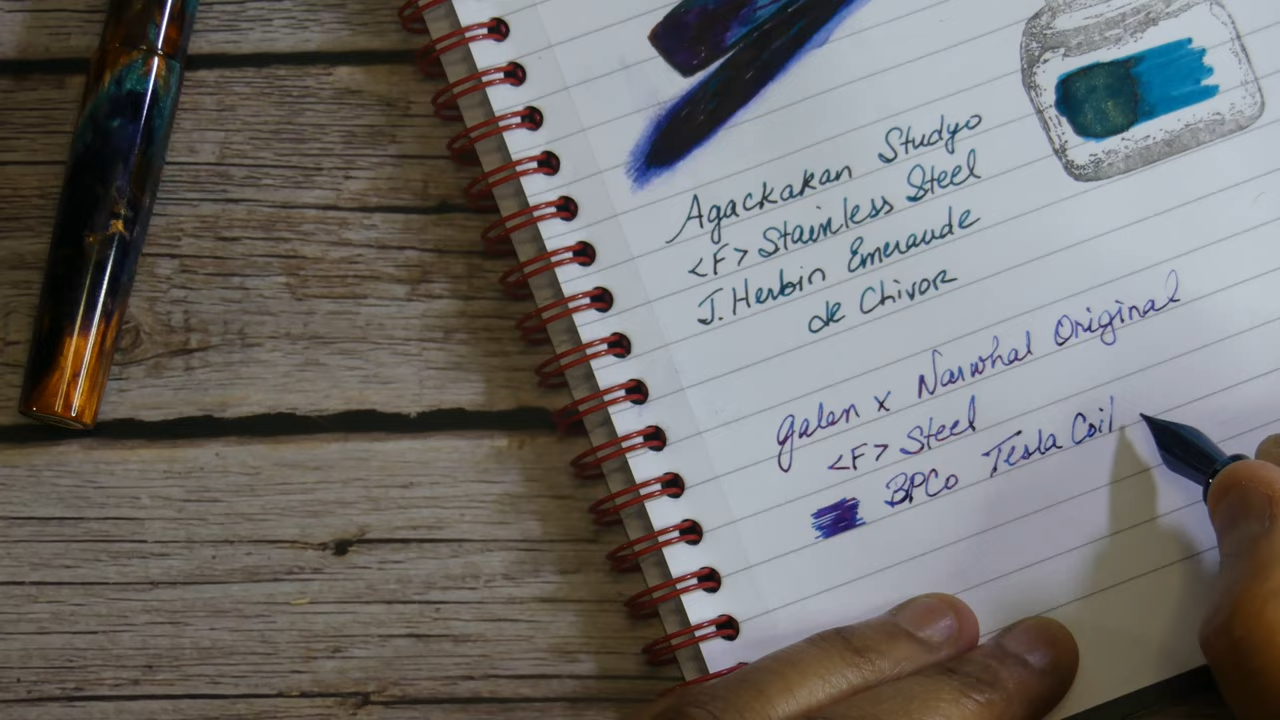 Agackakan Studyo
<F> Stainless Steel
J. Herbin Emeraude
de Chivor
Galen x Narwhal Original
<F> Steel
BPCo Tesla Coil